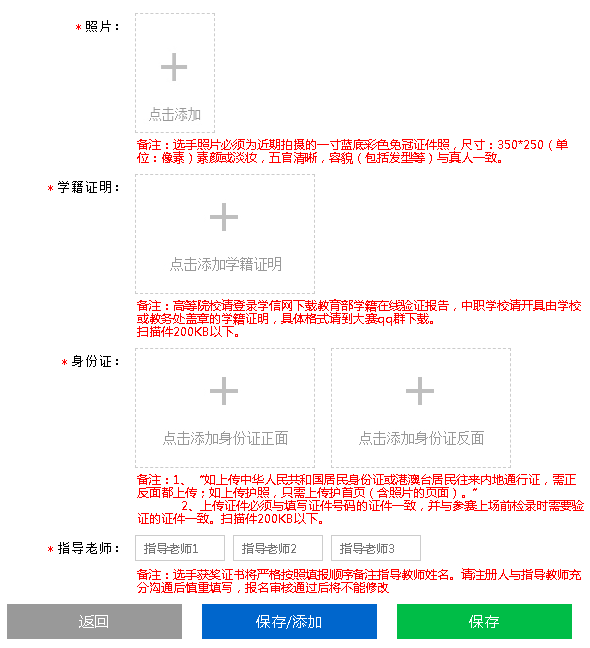 * 照片：
点击添加
备注：选手照片必须为近期拍摄的一寸蓝底彩色免冠证件照，尺寸：350*250（单
位：像素）素颜或淡妆，五官清晰，容貌（包括发型等）与真人一致。
* 学籍证明：
点击添加学籍证明
备注：高等院校请登录学信网下载教育部学籍在线验证报告，中职学校请开具由学校
或教务处盖章的学籍证明，具体格式请到大赛qq群下载。
扫描件200KB以下。
* 身份证：
点击添加身份证正面 点击添加身份证反面
备注：1、“如上传中华人民共和国居民身份证或港澳台居民往来内地通行证，需正
反面都上传；如上传护照，只需上传护首页（含照片的页面）。”
2、上传证件必须与填写证件号码的证件一致，并与参赛上场前检录时需要验
证的证件一致。扫描件200KB以下。
* 指导老师： 指导老师1 指导老师2 指导老师3
备注：选手获奖证书将严格按照填报顺序备注指导教师姓名。请注册人与指导教师充
分沟通后慎重填写，报名审核通过后将不能修改
返回 保存/添加 保存